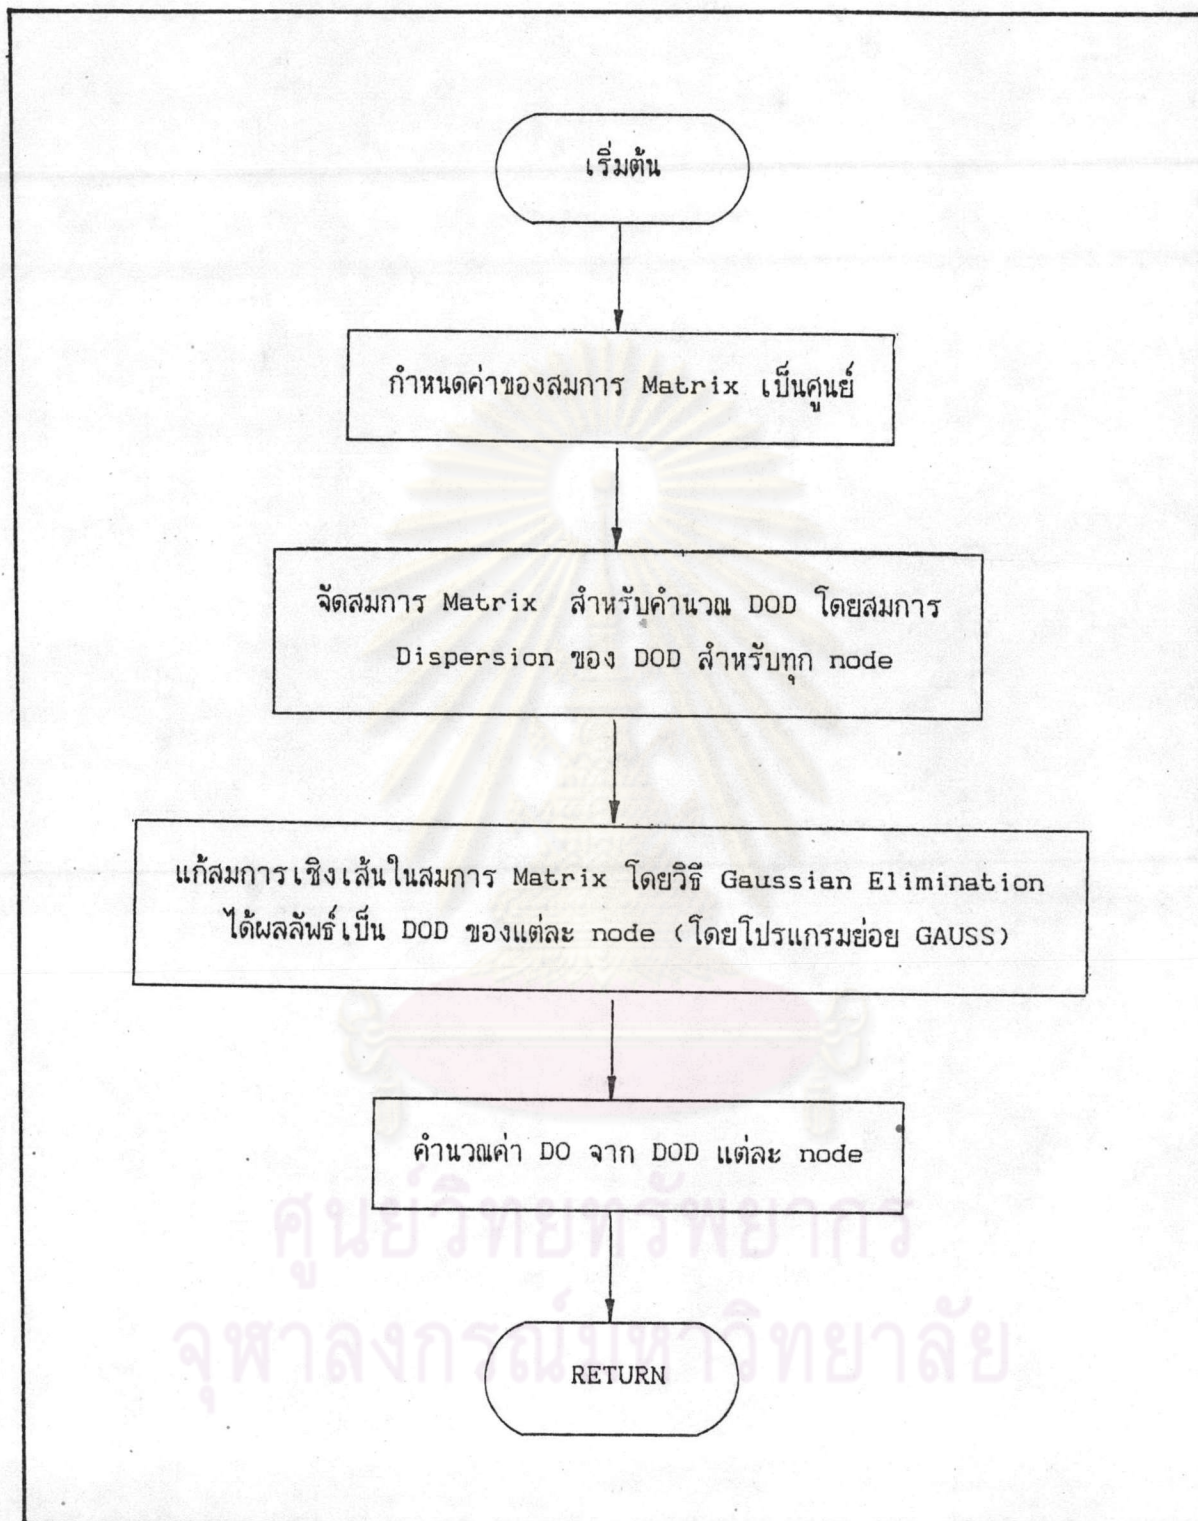 เริ่มต้น
กำหนดค่าของสมการ Matrix เป็นศูนย์
จัดสมการ Matrix สำหรับคำนวณ DOD โดยสมการ
Dispersion ของ DOD สำหรับทุก node
แก้สมการเชิงเส้นในสมการ Matrix โดยวิธี Gaussian Elimination
ได้ผลลัพธ์เป็น DOD ของแต่ละ node (โดยโปรแกรมย่อย GAUSS)
คำนวณค่า DO จาก DOD แต่ละ node
ศูนย์วิทยทรัพยากร
จุฬาลงกรณ์มหาวิทยาลัย
RETURN